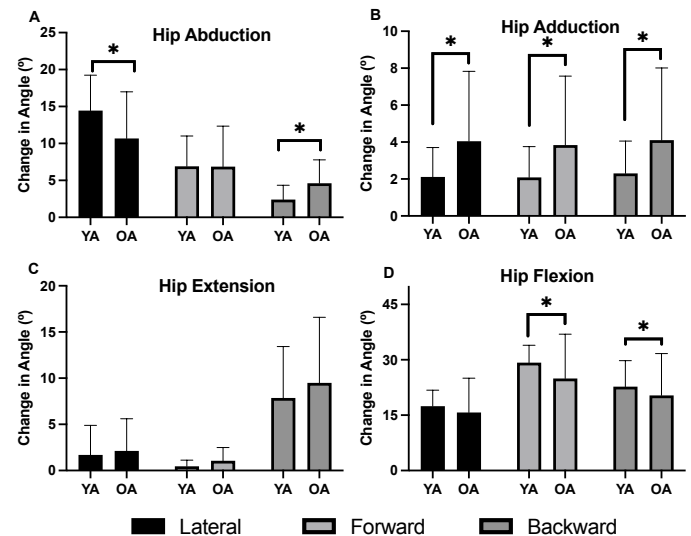 A
Hip Abduction
Change in Angle (º)
25
20
15
10
5
0
*
*
YA OA YA OA YA OA
B
Hip Adduction
Change in Angle (º)
10
8
6
4
2
0
*
*
*
YA OA YA OA YA OA
C
Hip Extension
Change in Angle (º)
20
15
10
5
0
YA OA YA OA YA OA
D
Hip Flexion
Change in Angle (º)
45
30
15
0
*
*
YA OA YA OA YA OA
Lateral Forward Backward